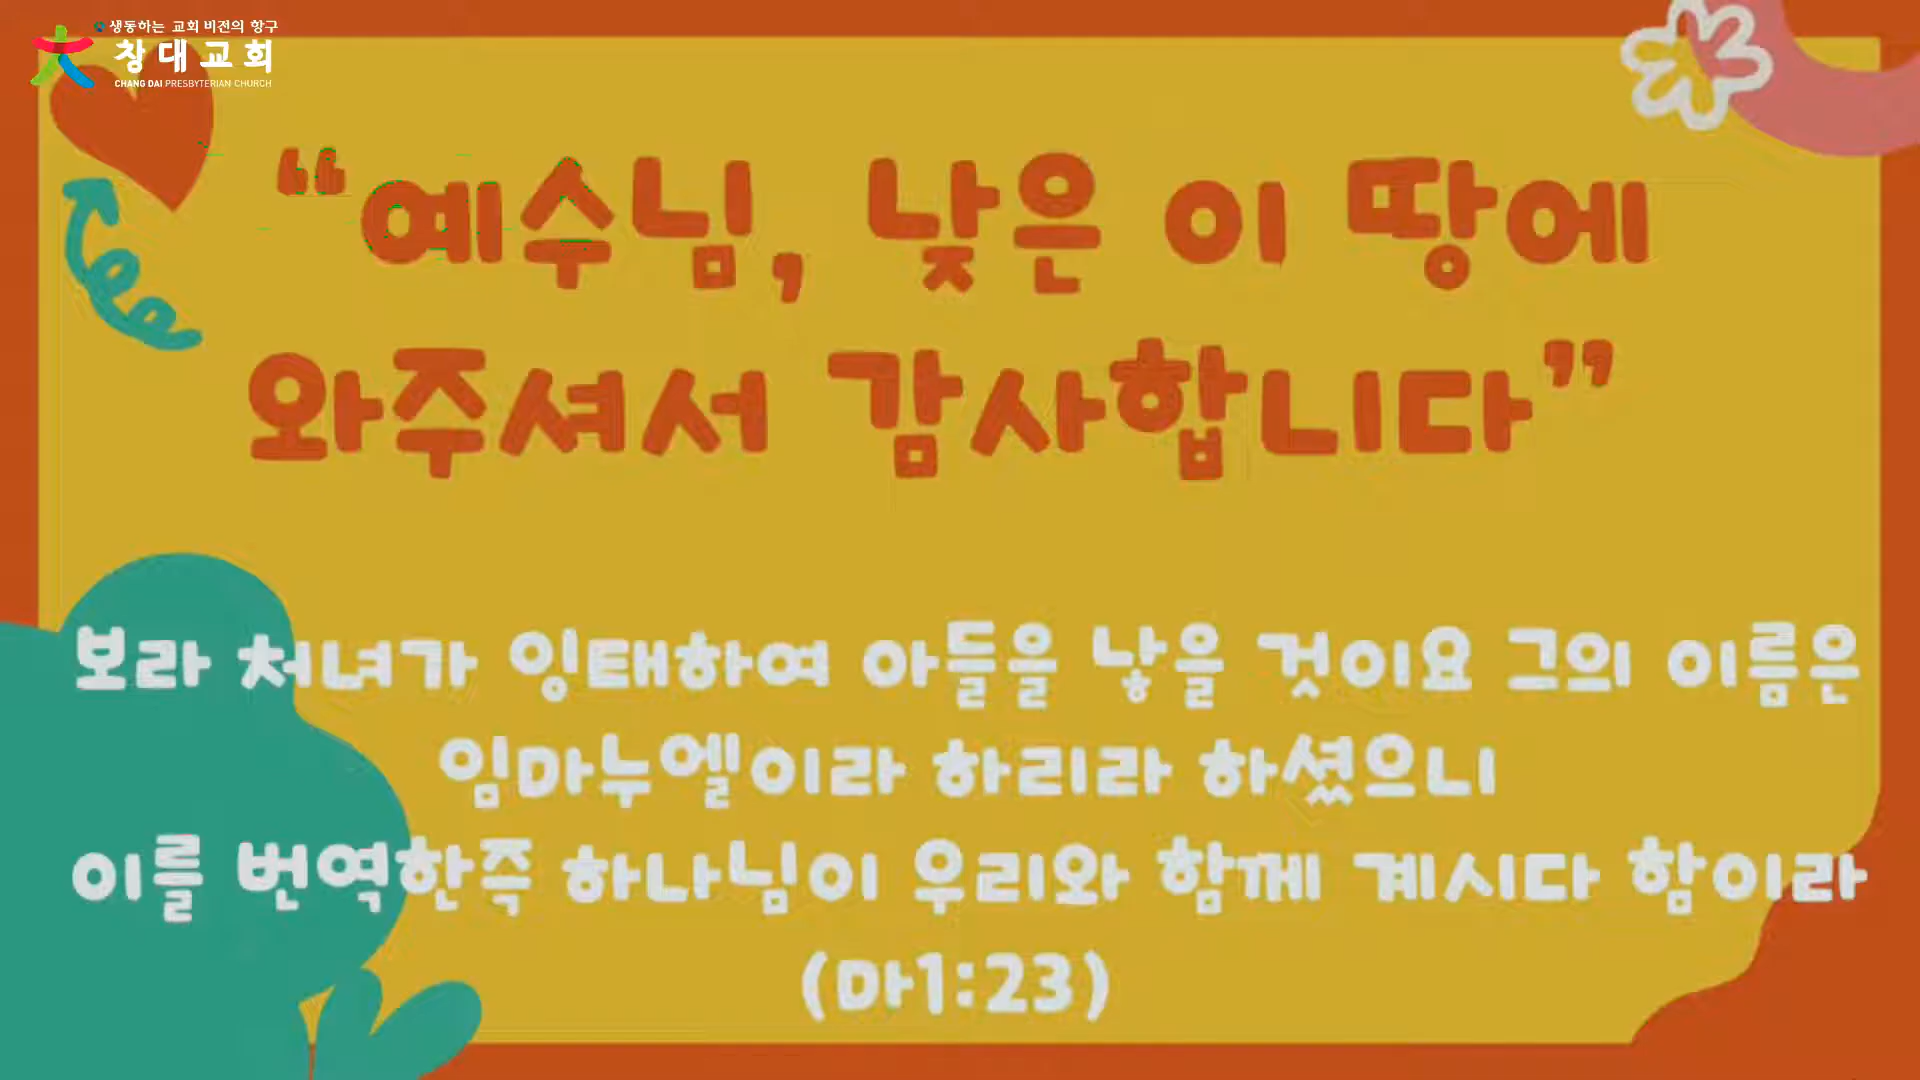 생동하는 교회 비전의 항구
창대교회
CHANG DAI PRESBYTERIAN CHURCH
“예수님, 낮은 이 땅에
와주셔서 감사합니다”
보라 처녀가 잉태하여 아들을 낳을 것이요 그의 이름은
임마누엘이라 하리라 하셨으니
이를 번역한즉 하나님이 우리와 함께 계시다 함이라
(마1:23)